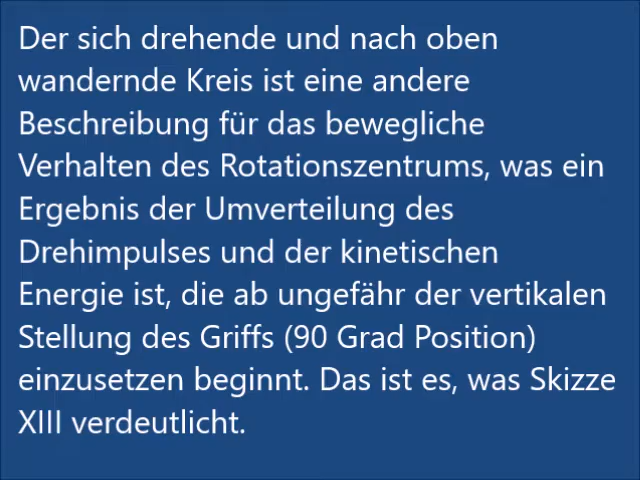 Der sich drehende und nach oben
wandernde Kreis ist eine andere
Beschreibung für das bewegliche
Verhalten des Rotationszentrums, was ein
Ergebnis der Umverteilung des
Drehimpulses und der kinetischen
Energie ist, die ab ungefähr der vertikalen
Stellung des Griffs (90 Grad Position)
einzusetzen beginnt. Das ist es, was Skizze
XIII verdeutlicht.